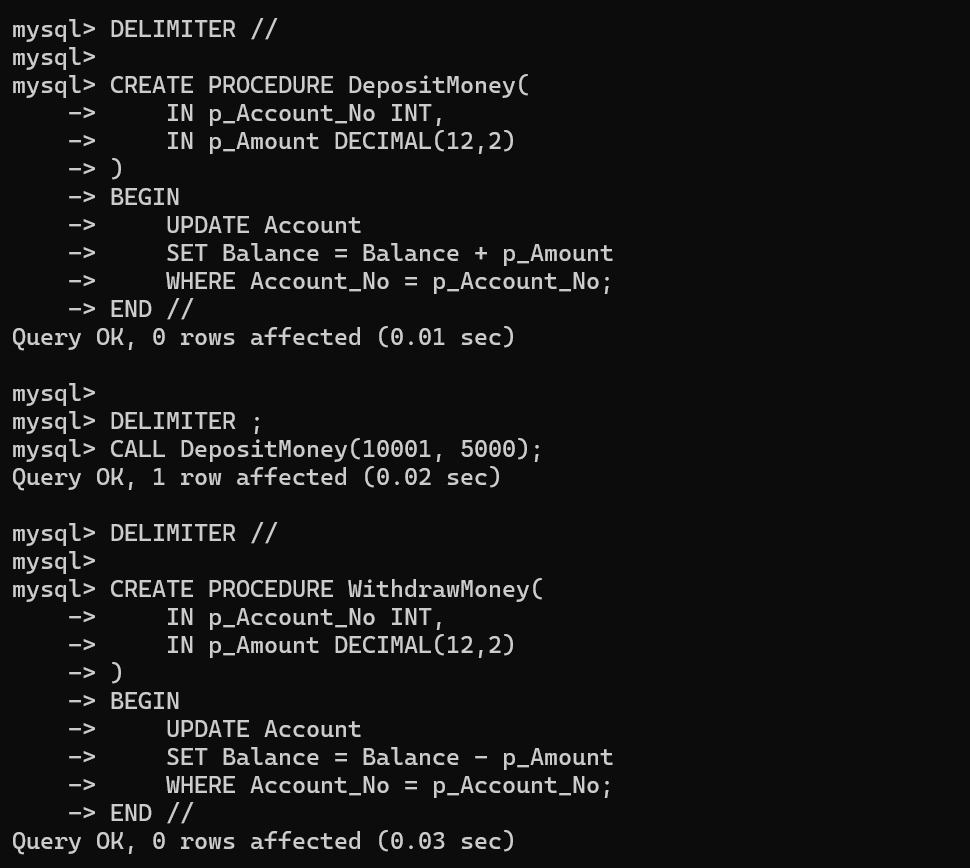 mysql> DELIMITER //
mysql>
mysql> CREATE PROCEDURE DepositMoney(
    ->     IN p_Account_No INT,
    ->     IN p_Amount DECIMAL(12,2)
    -> )
    -> BEGIN
    ->     UPDATE Account
    ->     SET Balance = Balance + p_Amount
    ->     WHERE Account_No = p_Account_No;
    -> END //
Query OK, 0 rows affected (0.01 sec)

mysql>
mysql> DELIMITER ;
mysql> CALL DepositMoney(10001, 5000);
Query OK, 1 row affected (0.02 sec)

mysql> DELIMITER //
mysql>
mysql> CREATE PROCEDURE WithdrawMoney(
    ->     IN p_Account_No INT,
    ->     IN p_Amount DECIMAL(12,2)
    -> )
    -> BEGIN
    ->     UPDATE Account
    ->     SET Balance = Balance - p_Amount
    ->     WHERE Account_No = p_Account_No;
    -> END //
Query OK, 0 rows affected (0.03 sec)